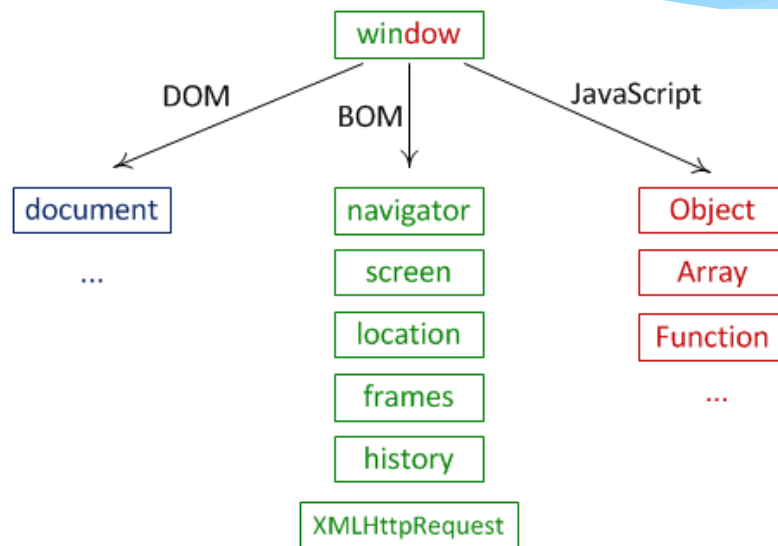 window
DOM
BOM
JavaScript
document
...
navigator
screen
location
frames
history
XMLHttpRequest
Object
Array
Function
...